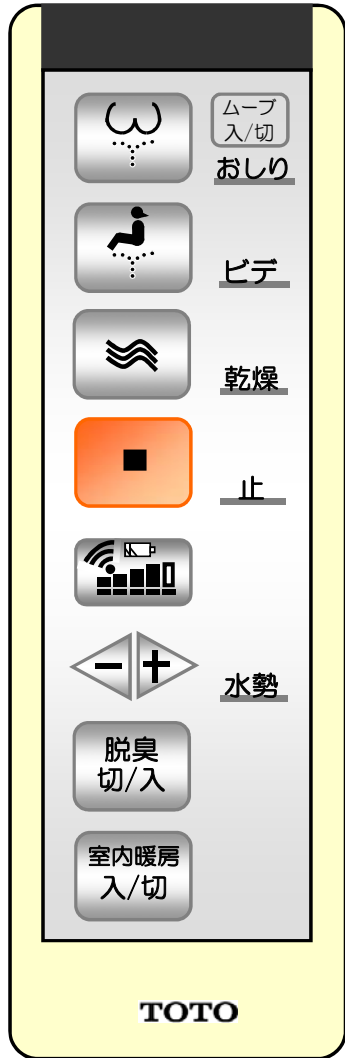 ムーブ
入/切
おしり
ビデ
乾燥
止
水勢
脱臭
切/入
室内暖房
入/切
TOTO